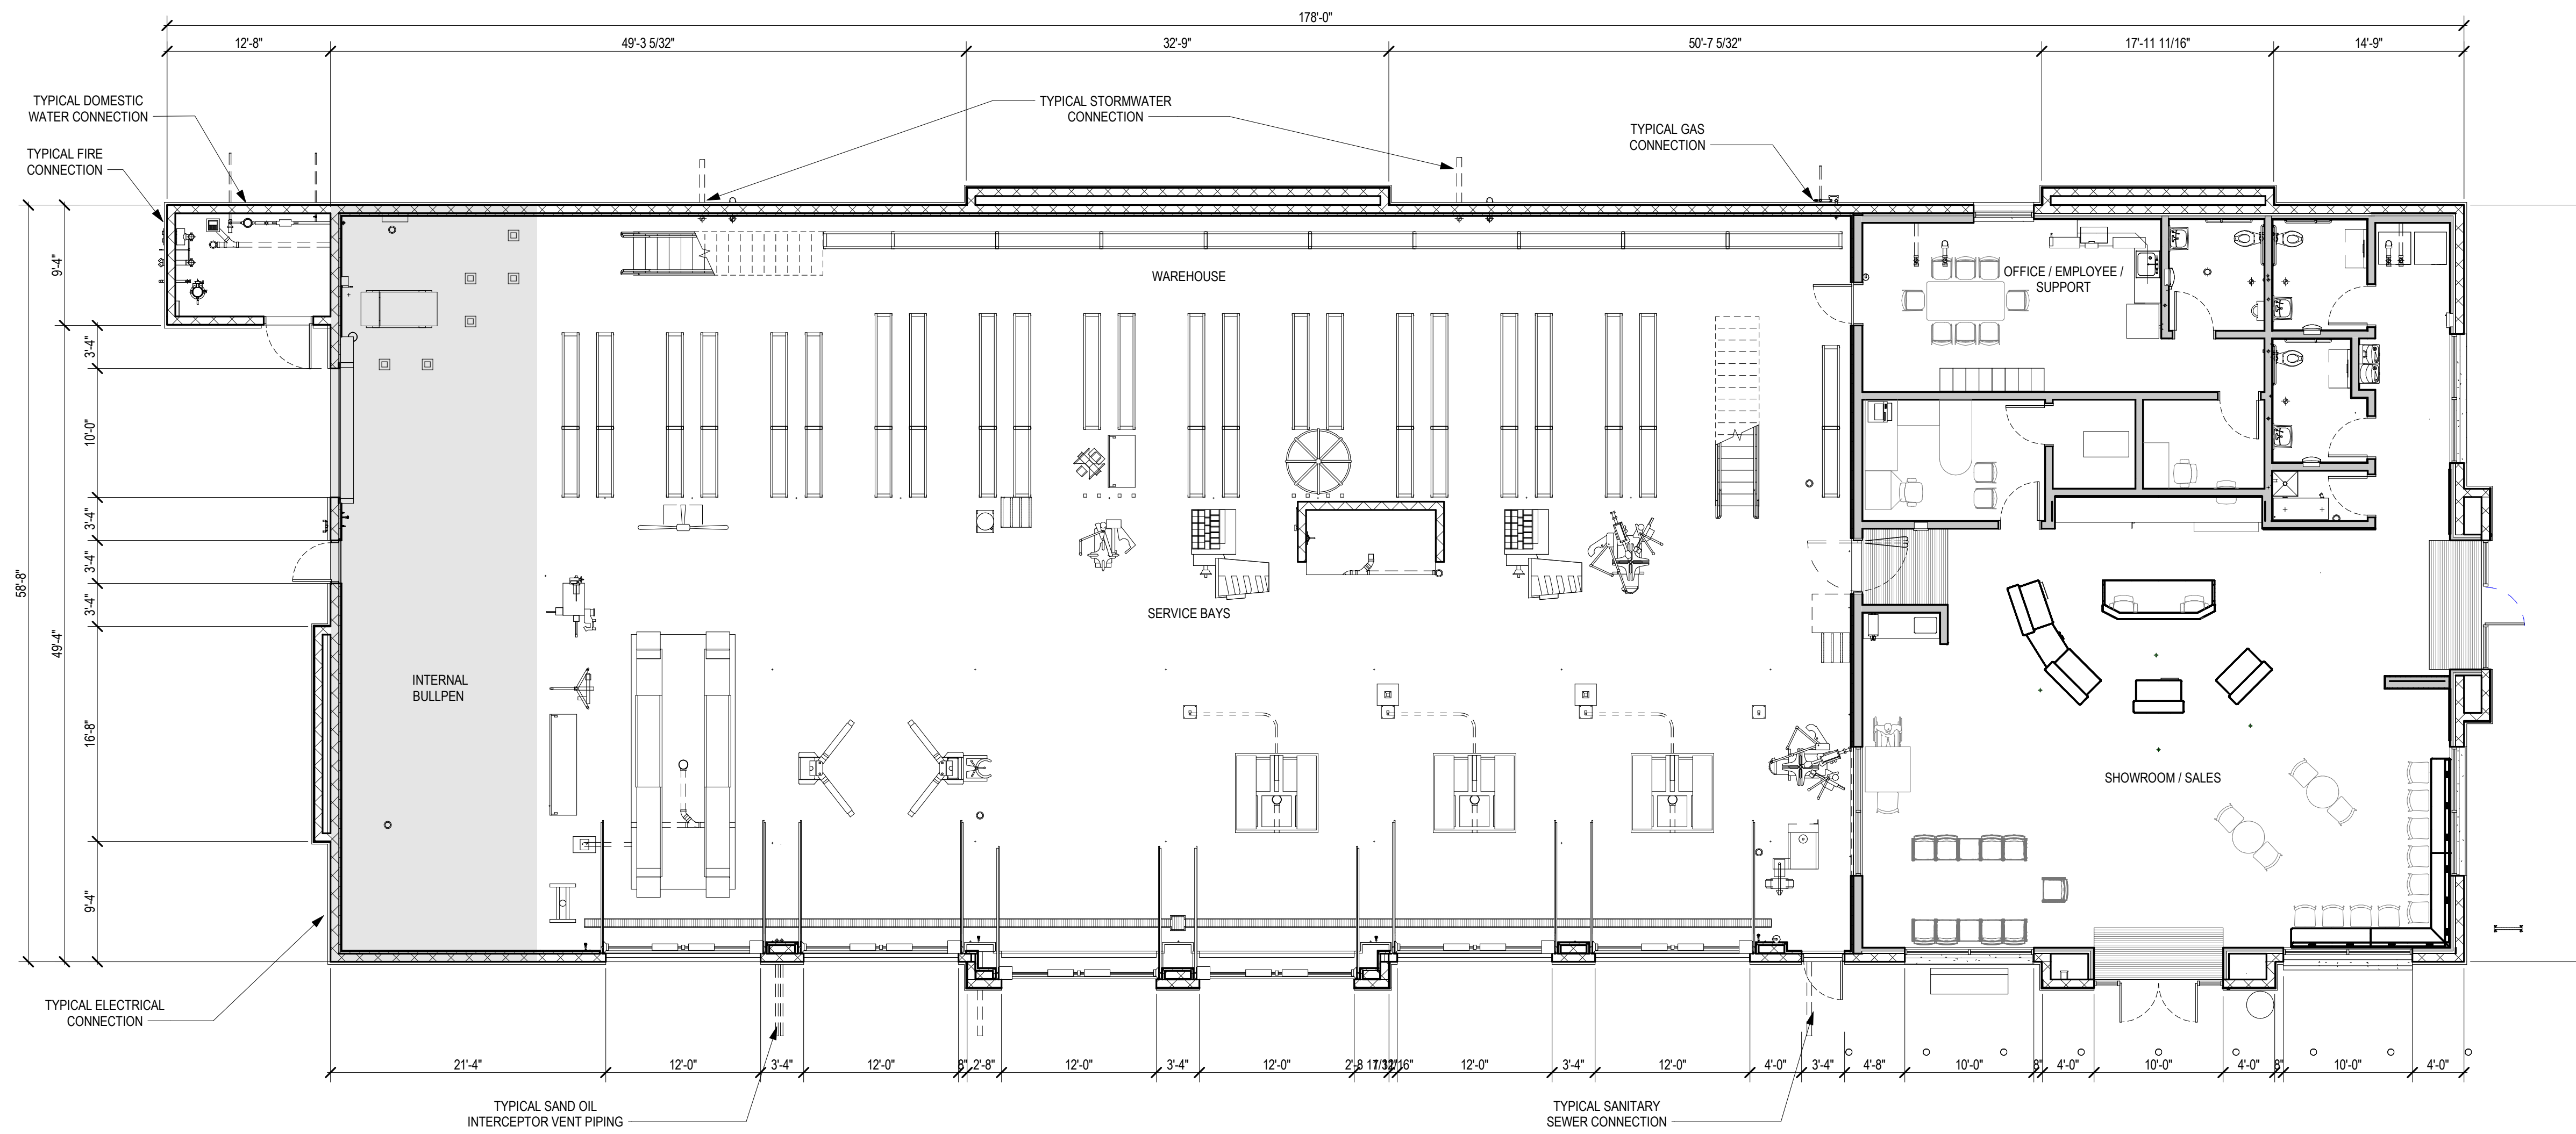 178'-0"
12'-8"
49'-3 5/32"
32'-9"
50'-7 5/32"
17'-11 11/16"
14'-9"
TYPICAL DOMESTIC
WATER CONNECTION
TYPICAL STORMWATER
CONNECTION
TYPICAL GAS
CONNECTION
TYPICAL FIRE
CONNECTION
58'-8"
9'-4"
49'-4"
3'-4"
10'-0"
3'-4"
3'-4"
3'-4"
16'-8"
9'-4"
WAREHOUSE
OFFICE / EMPLOYEE /
SUPPORT
SERVICE BAYS
INTERNAL
BULLPEN
SHOWROOM / SALES
TYPICAL ELECTRICAL
CONNECTION
21'-4"
12'-0"
3'-4"
12'-0"
8"
2'-8"
12'-0"
3'-4"
12'-0"
12'-0"
3'-4"
12'-0"
4'-0"
3'-4"
4'-8"
10'-0"
8"
4'-0"
10'-0"
4'-0"
8"
10'-0"
4'-0"
TYPICAL SAND OIL
INTERCEPTOR VENT PIPING
TYPICAL SANITARY
SEWER CONNECTION